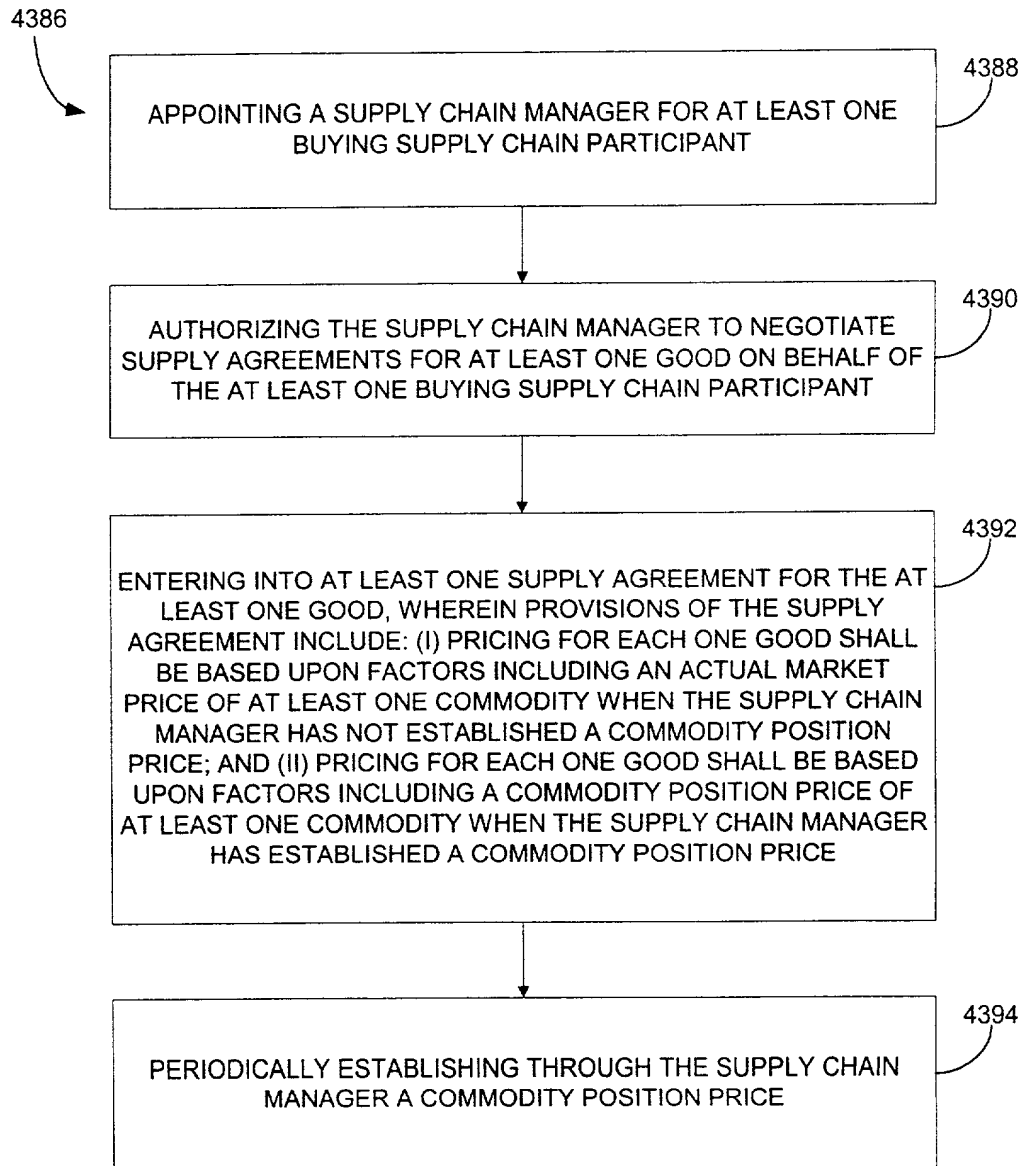 4386
4388
APPOINTING A SUPPLY CHAIN MANAGER FOR AT LEAST ONE
BUYING SUPPLY CHAIN PARTICIPANT
4390
AUTHORIZING THE SUPPLY CHAIN MANAGER TO NEGOTIATE
SUPPLY AGREEMENTS FOR AT LEAST ONE GOOD ON BEHALF OF
THE AT LEAST ONE BUYING SUPPLY CHAIN PARTICIPANT
4392
ENTERING INTO AT LEAST ONE SUPPLY AGREEMENT FOR THE AT
LEAST ONE GOOD, WHEREIN PROVISIONS OF THE SUPPLY
AGREEMENT INCLUDE: (I) PRICING FOR EACH ONE GOOD SHALL
BE BASED UPON FACTORS INCLUDING AN ACTUAL MARKET
PRICE OF AT LEAST ONE COMMODITY WHEN THE SUPPLY CHAIN
MANAGER HAS NOT ESTABLISHED A COMMODITY POSITION
PRICE; AND (II) PRICING FOR EACH ONE GOOD SHALL BE BASED
UPON FACTORS INCLUDING A COMMODITY POSITION PRICE OF
AT LEAST ONE COMMODITY WHEN THE SUPPLY CHAIN MANAGER
HAS ESTABLISHED A COMMODITY POSITION PRICE
4394
PERIODICALLY ESTABLISHING THROUGH THE SUPPLY CHAIN
MANAGER A COMMODITY POSITION PRICE